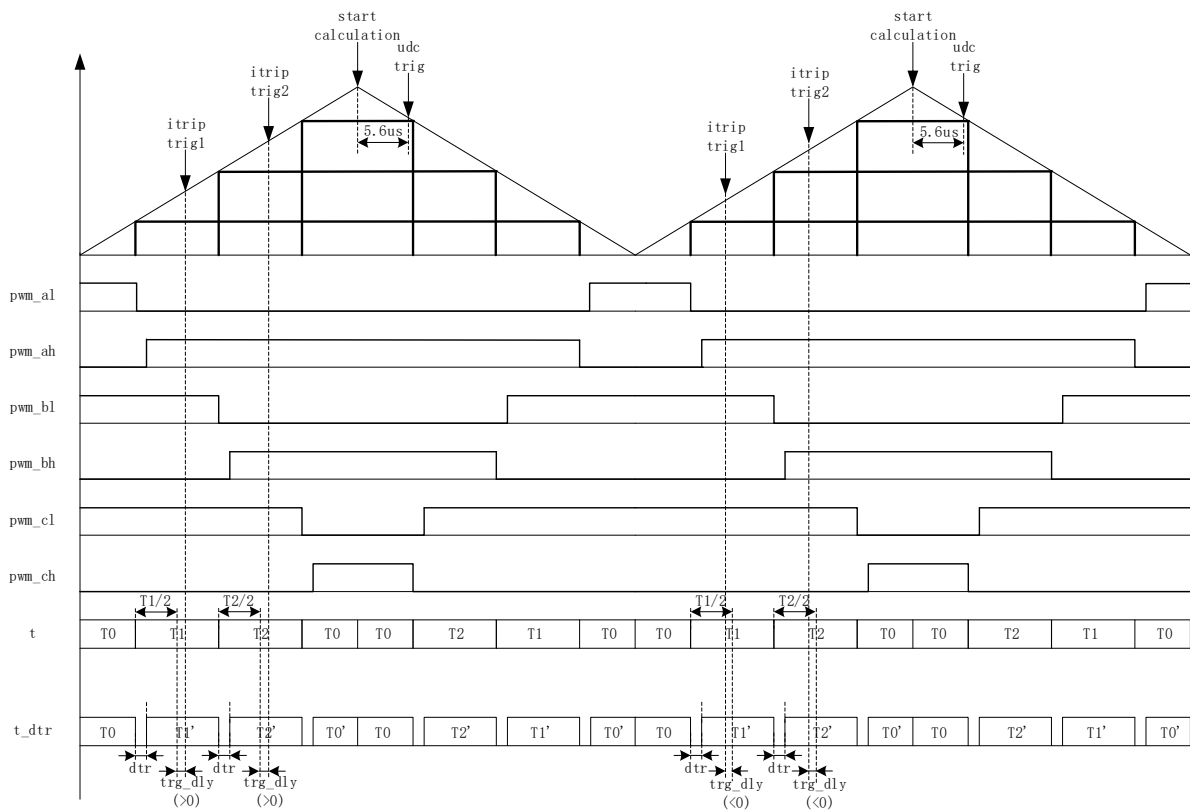 start
calculation
start
calculation
udc
trig
udc
trig
itrip
trig2
itrip
trig2
itrip
trig1
itrip
trig1
5.6us
5.6us
pwm_al
pwm_ah
pwm_bl
pwm_bh
pwm_cl
pwm_ch
T1/2 T2/2 T1/2 T2/2
t T0 T1 T2 T0 T0 T2 T1 T0 T0 T1 T2 T0 T0 T2 T1 T0
t_dtr T0 T1' T2' T0' T0 T2' T1' T0' T0 T1' T2' T0' T0 T2' T1' T0'
dtr dtr dtr dtr
trg_dly trg_dly trg_dly trg_dly
(>0) (>0) (<0) (<0)